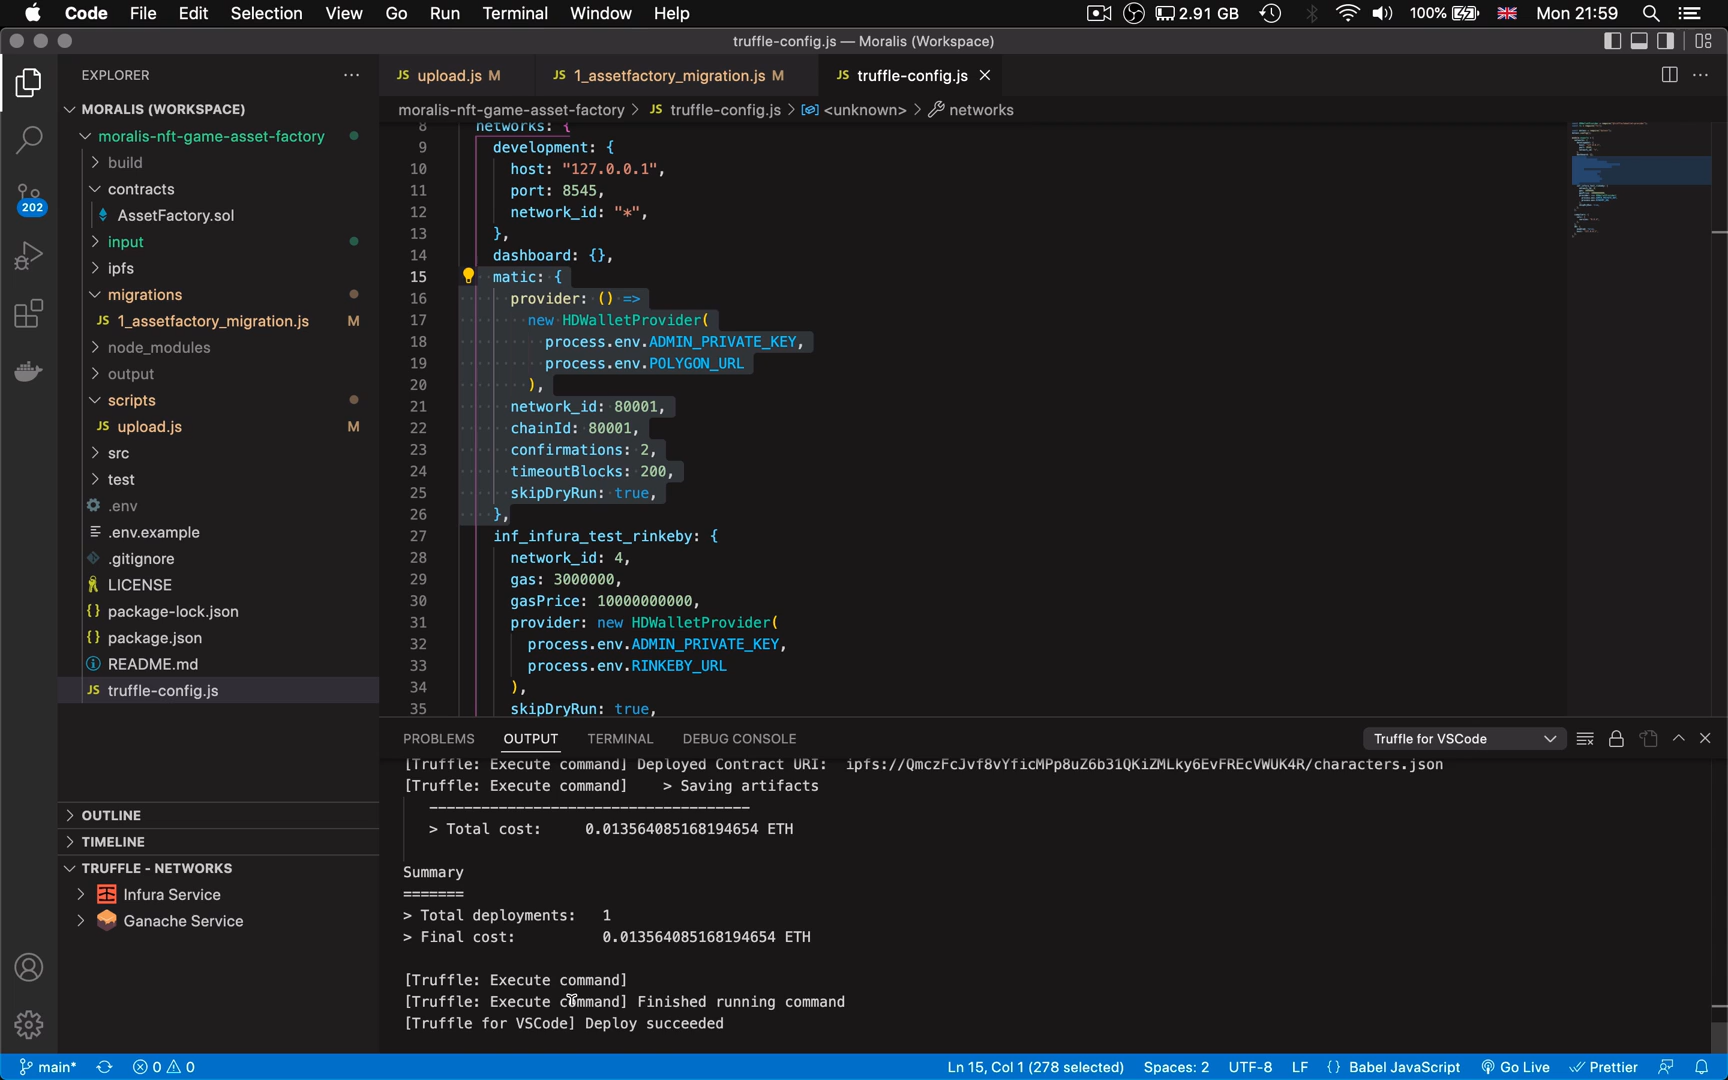 Code File Edit Selection View Go Run Terminal Window Help 2.91 GB 100% Mon 21:59
truffle-config.js — Moralis (Workspace)
EXPLORER
JS upload.js M JS 1_assetfactory_migration.js M JS truffle-config.js
MORALIS (WORKSPACE)
moralis-nft-game-asset-factory
build
contracts
AssetFactory.sol
input
ipfs
migrations
JS 1_assetfactory_migration.js M
node_modules
output
scripts
JS upload.js M
src
test
.env
.env.example
.gitignore
LICENSE
{} package-lock.json
{} package.json
README.md
JS truffle-config.js
OUTLINE
TIMELINE
TRUFFLE - NETWORKS
Infura Service
Ganache Service
202
moralis-nft-game-asset-factory > JS truffle-config.js > <unknown> > networks
8 networks: {
9 development: {
10 host: "127.0.0.1",
11 port: 8545,
12 network_id: "*",
13 },
14 dashboard: {},
15 matic: {
16 provider: () =>
17 new HDWalletProvider(
18 process.env.ADMIN_PRIVATE_KEY,
19 process.env.POLYGON_URL
20 ),
21 network_id: 80001,
22 chainId: 80001,
23 confirmations: 2,
24 timeoutBlocks: 200,
25 skipDryRun: true,
26 },
27 inf_infura_test_rinkeby: {
28 network_id: 4,
29 gas: 3000000,
30 gasPrice: 10000000000,
31 provider: new HDWalletProvider(
32 process.env.ADMIN_PRIVATE_KEY,
33 process.env.RINKEBY_URL
34 ),
35 skipDryRun: true,
PROBLEMS OUTPUT TERMINAL DEBUG CONSOLE Truffle for VSCode
[Truffle: Execute command] Deployed Contract URI: ipfs://QmczFcJvf8vYficMPp8uZ6b31QKiZMLky6EvFREcVWUK4R/characters.json
[Truffle: Execute command] > Saving artifacts
-------------------------------------
> Total cost: 0.013564085168194654 ETH
Summary
=======
> Total deployments: 1
> Final cost: 0.013564085168194654 ETH
[Truffle: Execute command]
[Truffle: Execute command] Finished running command
[Truffle for VSCode] Deploy succeeded
main* 0 0 Ln 15, Col 1 (278 selected) Spaces: 2 UTF-8 LF {} Babel JavaScript Go Live Prettier